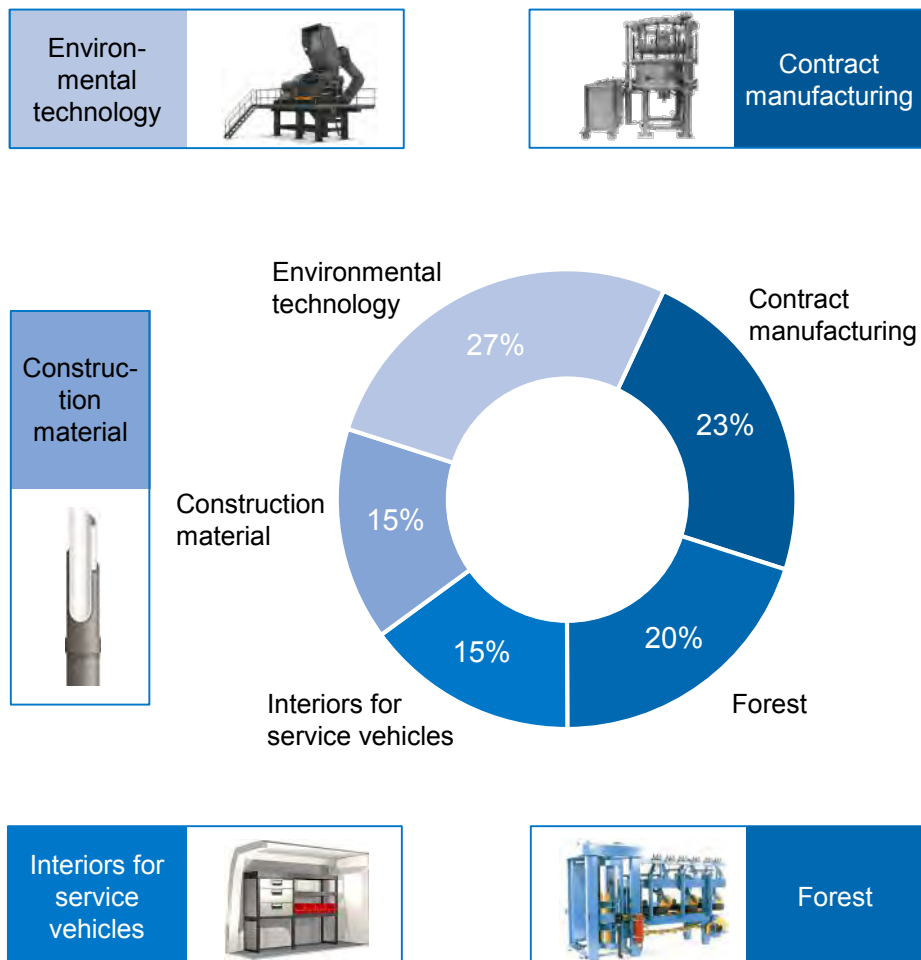 Environ-
mental
technology
Contract
manufacturing
Environmental
technology
27%
Contract
manufacturing
23%
Construc-
tion
material
Construction
material
15%
15%
20%
Interiors for
service vehicles
Forest
Interiors for
service
vehicles
Forest